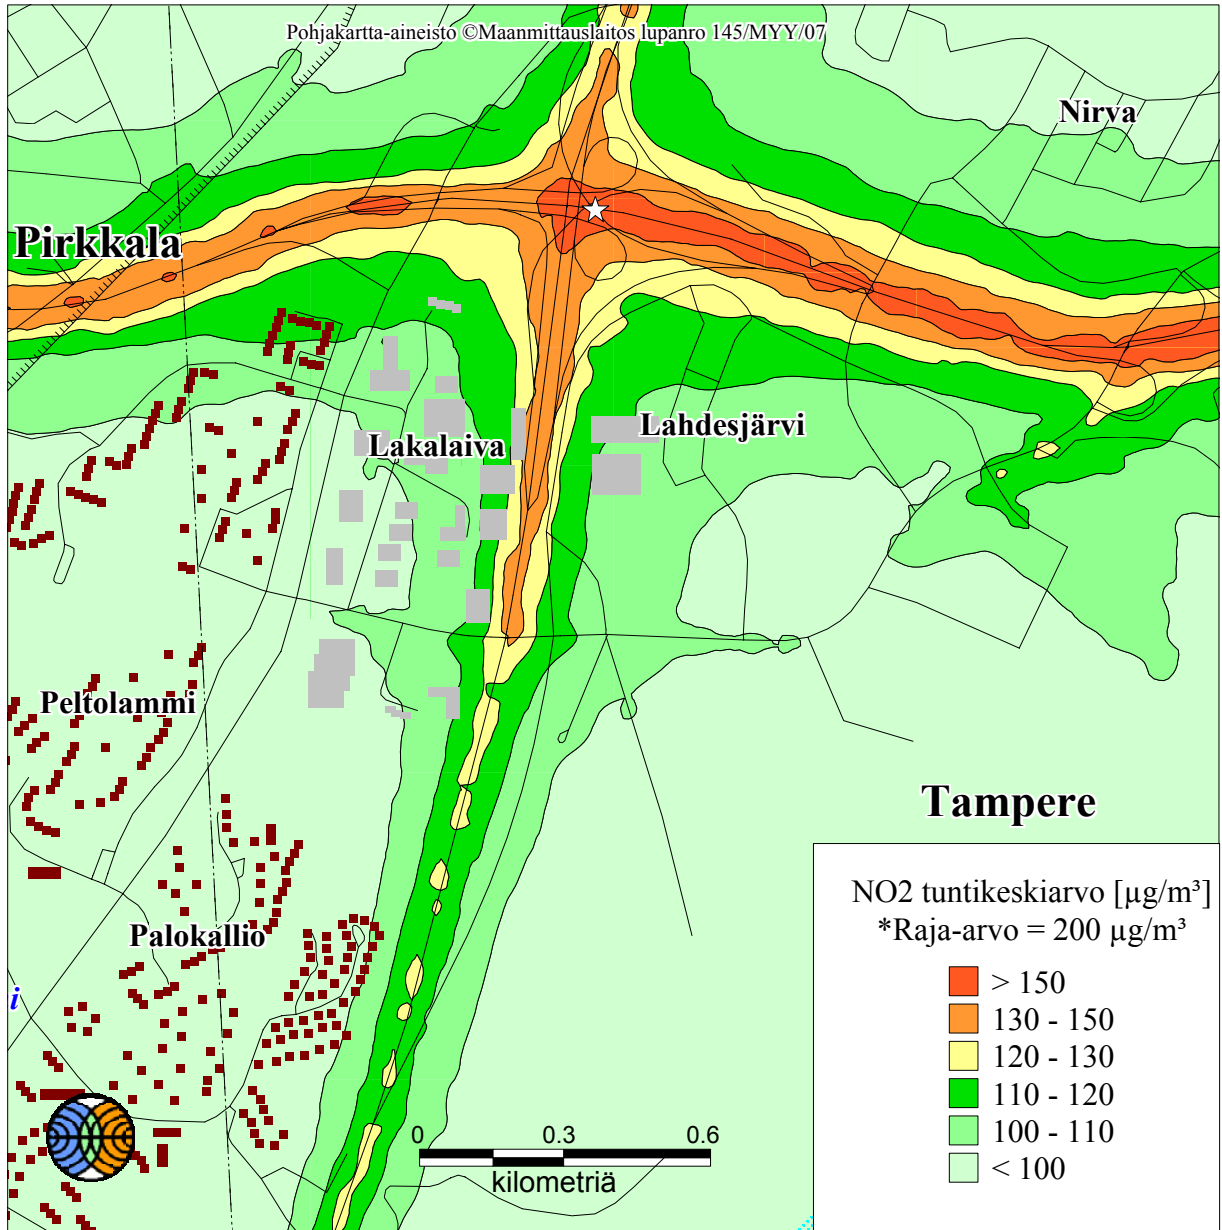 Pohjakartta-aineisto ©Maanmittauslaitos lupanro 145/MYY/07
Nirva
Pirkkala
Lahdesjärvi
Lakalaiva
Peltolammi
Tampere
Palokallio
i
NO2 tuntikeskiarvo [µg/m³]
*Raja-arvo = 200 µg/m³
> 150
130 - 150
120 - 130
110 - 120
100 - 110
< 100
0 0.3 0.6
kilometriä